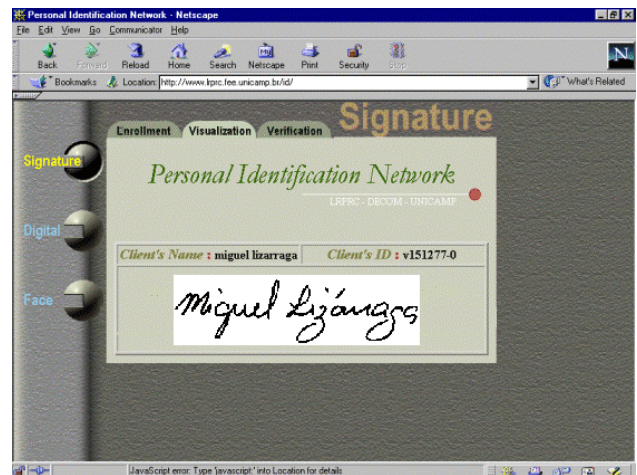 Personal Identification Network - Netscape
File Edit View Go Communicator Help
Back Forward Reload Home Search Netscape Print Security Stop
Bookmarks Location: http://www.lrprc.fee.unicamp.br/id/ What's Related
Signature
Enrollment Visualization Verification
Signature
Personal Identification Network
LRPRC - DECOM - UNICAMP
Digital
Client's Name : miguel lizarraga Client's ID : v151277-0
Face
Miguel Lizárraga
JavaScript error: Type 'javascript:' into Location for details